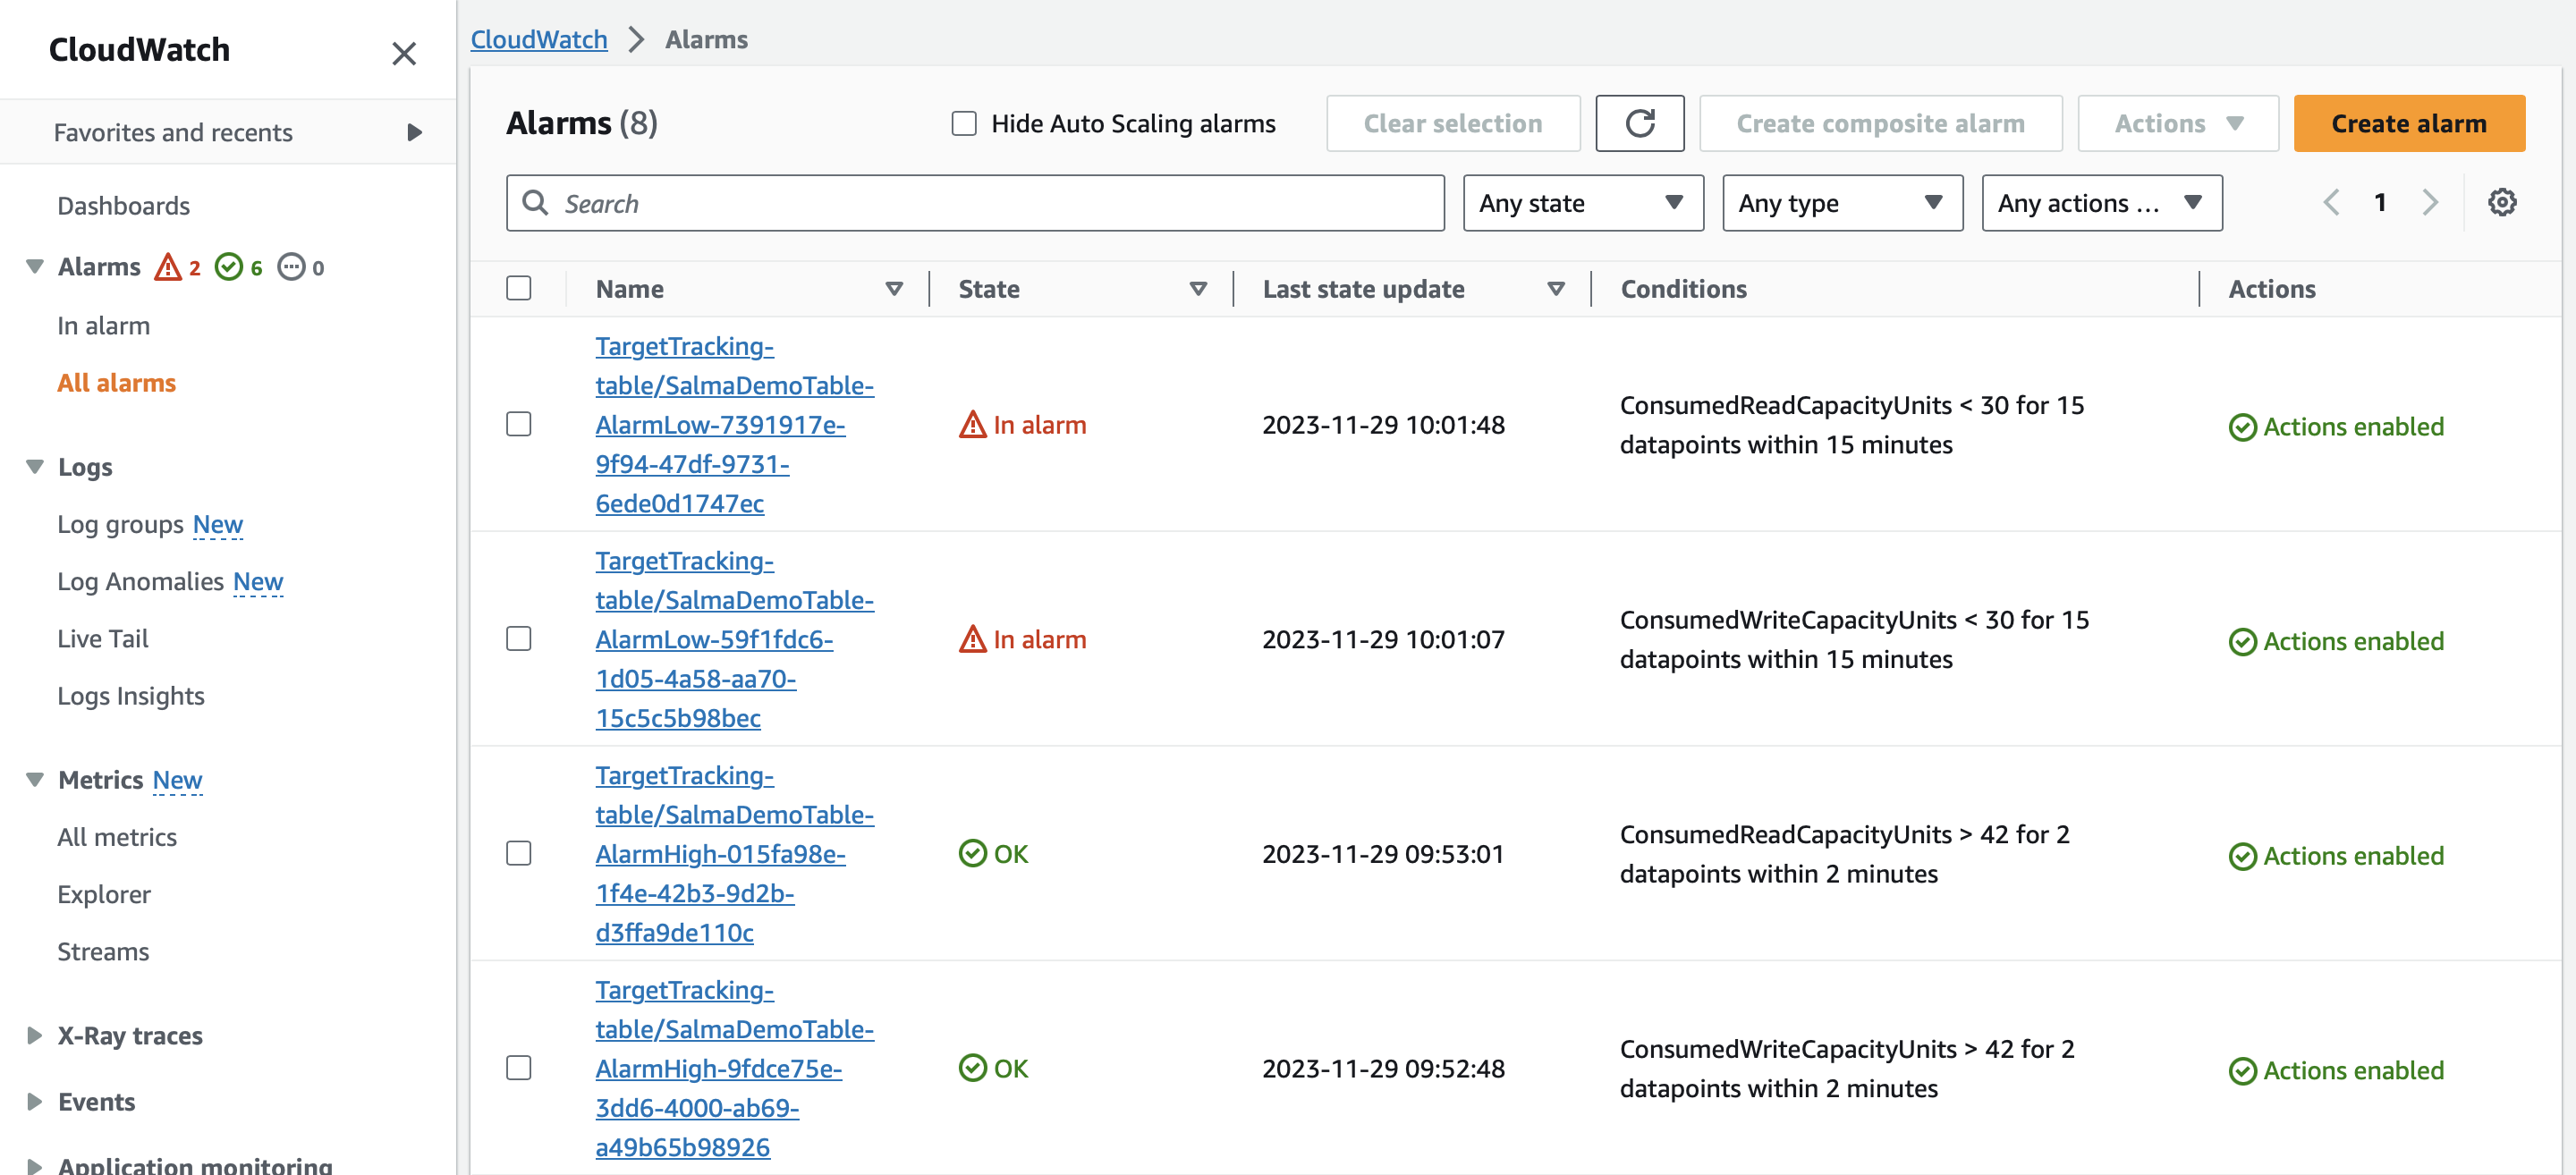 CloudWatch
Favorites and recents
Dashboards
Alarms 2 6 0
In alarm
All alarms
Logs
Log groups New
Log Anomalies New
Live Tail
Logs Insights
Metrics New
All metrics
Explorer
Streams
X-Ray traces
Events
Application monitoring
CloudWatch Alarms
Alarms (8)
Hide Auto Scaling alarms
Clear selection
Create composite alarm
Actions
Create alarm
Search
Any state
Any type
Any actions ...
1
Name State Last state update Conditions Actions
TargetTracking-
table/SalmaDemoTable-
AlarmLow-7391917e-
9f94-47df-9731-
6ede0d1747ec
In alarm
2023-11-29 10:01:48
ConsumedReadCapacityUnits < 30 for 15
datapoints within 15 minutes
Actions enabled
TargetTracking-
table/SalmaDemoTable-
AlarmLow-59f1fdc6-
1d05-4a58-aa70-
15c5c5b98bec
In alarm
2023-11-29 10:01:07
ConsumedWriteCapacityUnits < 30 for 15
datapoints within 15 minutes
Actions enabled
TargetTracking-
table/SalmaDemoTable-
AlarmHigh-015fa98e-
1f4e-42b3-9d2b-
d3ffa9de110c
OK
2023-11-29 09:53:01
ConsumedReadCapacityUnits > 42 for 2
datapoints within 2 minutes
Actions enabled
TargetTracking-
table/SalmaDemoTable-
AlarmHigh-9fdce75e-
3dd6-4000-ab69-
a49b65b98926
OK
2023-11-29 09:52:48
ConsumedWriteCapacityUnits > 42 for 2
datapoints within 2 minutes
Actions enabled